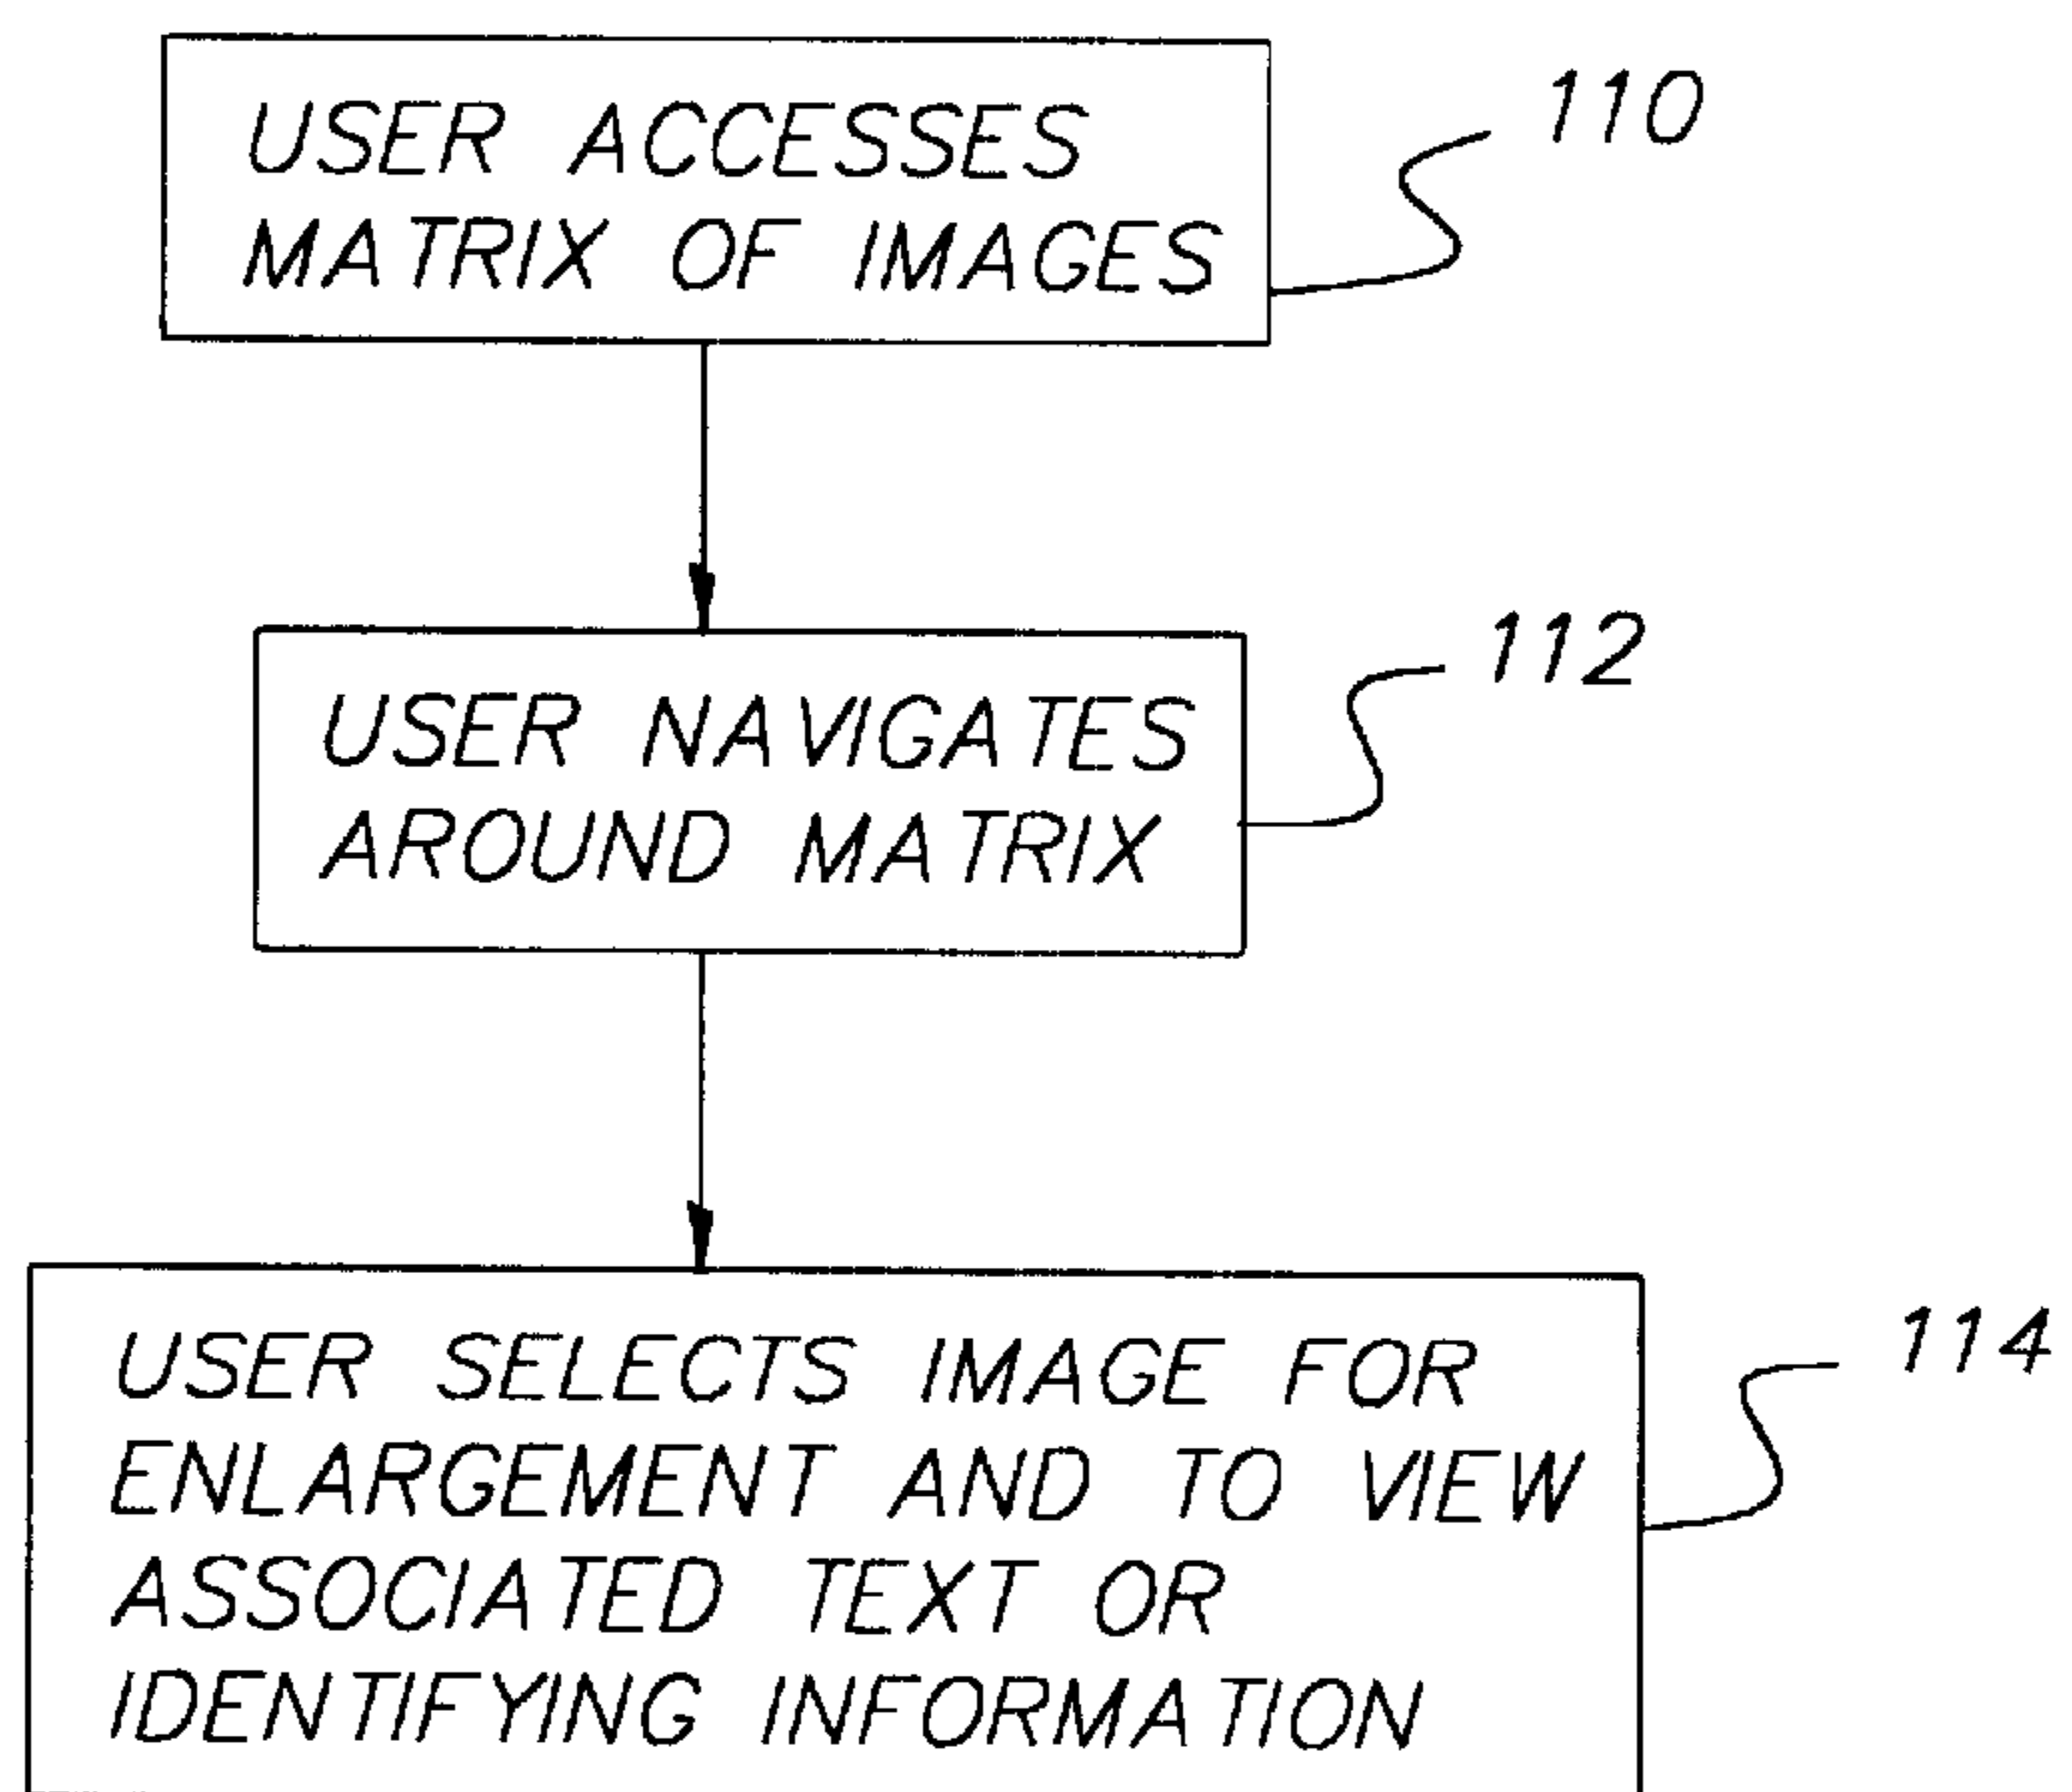 USER ACCESSES
MATRIX OF IMAGES
110
USER NAVIGATES
AROUND MATRIX
112
USER SELECTS IMAGE FOR
ENLARGEMENT AND TO VIEW
ASSOCIATED TEXT OR
IDENTIFYING INFORMATION
114